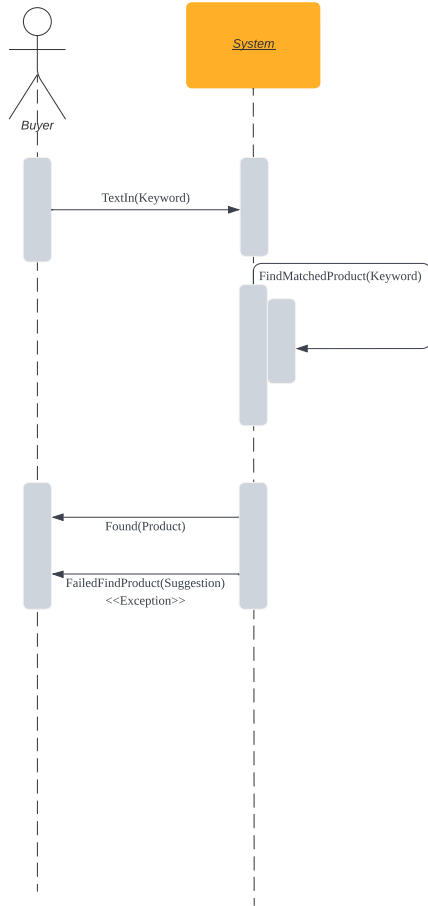 System
Buyer
TextIn(Keyword)
FindMatchedProduct(Keyword)
Found(Product)
FailedFindProduct(Suggestion)
<<Exception>>